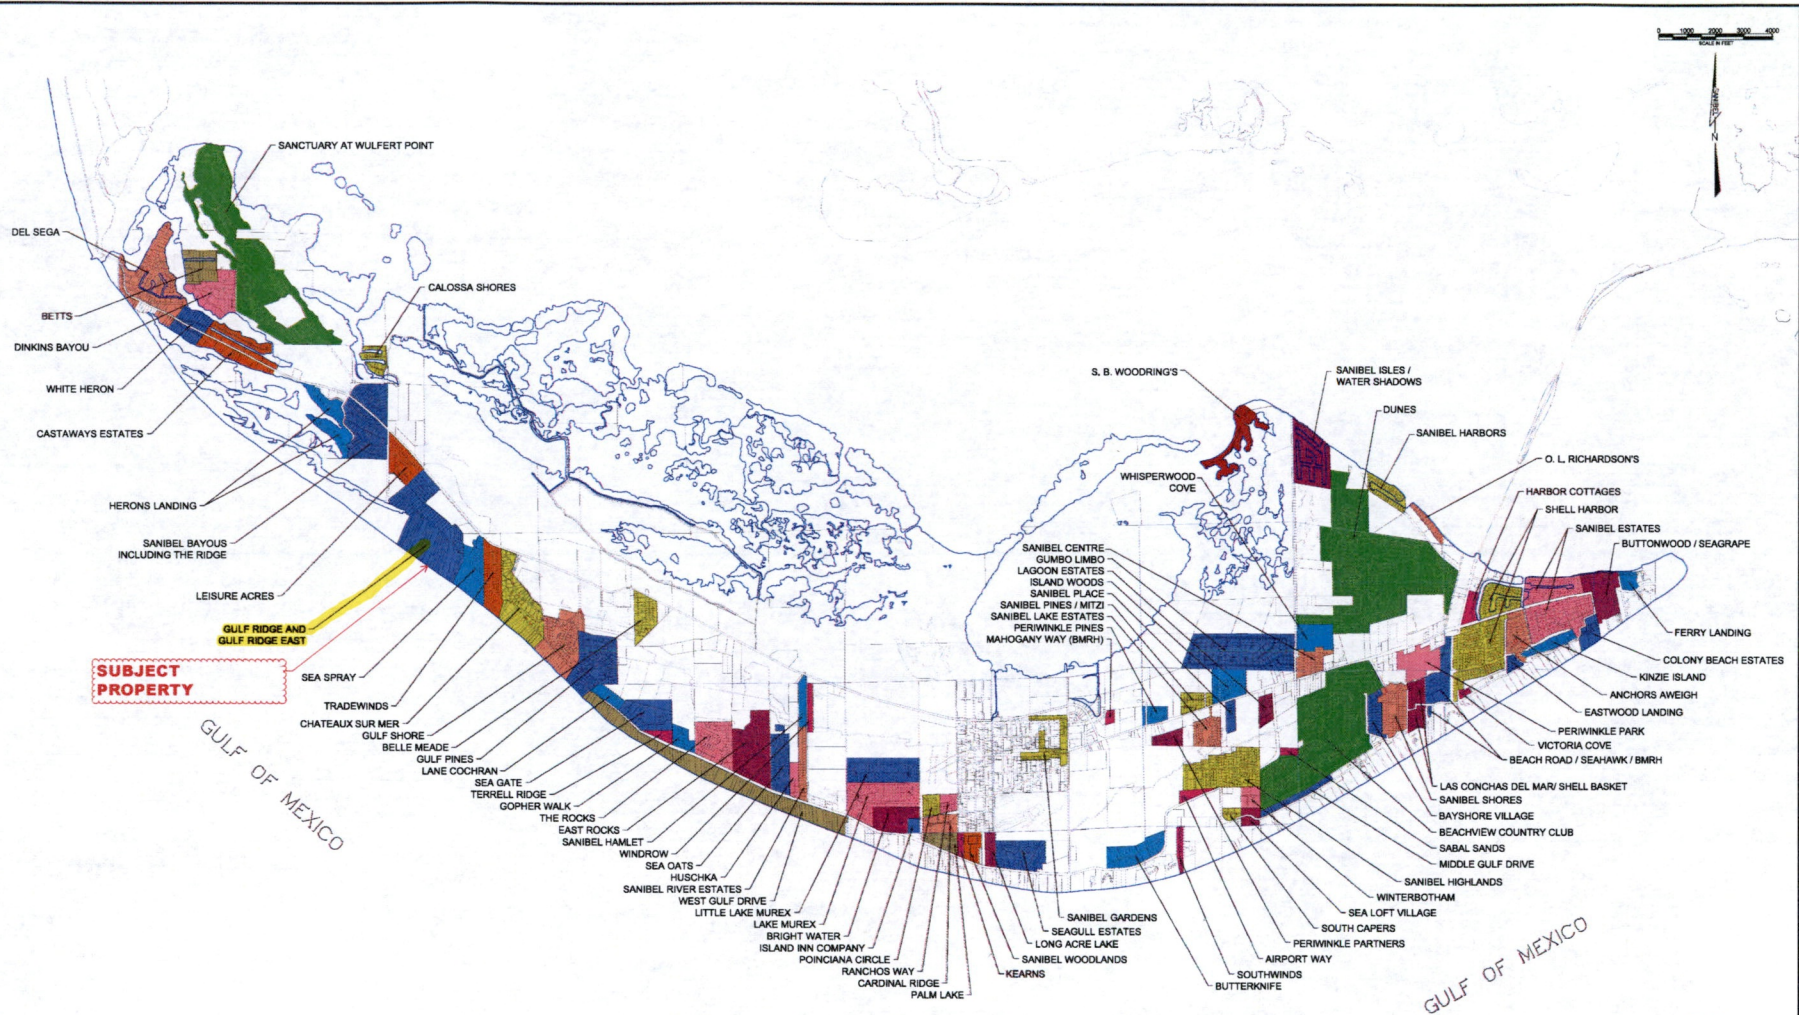 0 1000 2000 3000 4000
SCALE IN FEET
N
SANCTUARY AT WULFERT POINT
DEL SEGA
CALOSSA SHORES
BETTS
DINKINS BAYOU
WHITE HERON
CASTAWAYS ESTATES
HERONS LANDING
SANIBEL BAYOUS
INCLUDING THE RIDGE
LEISURE ACRES
GULF RIDGE AND
GULF RIDGE EAST
SUBJECT
PROPERTY
SEA SPRAY
TRADEWINDS
CHATEAUX SUR MER
GULF SHORE
BELLE MEADE
GULF PINES
LANE COCHRAN
SEA GATE
TERRELL RIDGE
GOPHER WALK
THE ROCKS
EAST ROCKS
SANIBEL HAMLET
WINDROW
SEA OATS
HUSCHKA
SANIBEL RIVER ESTATES
WEST GULF DRIVE
LITTLE LAKE MUREX
LAKE MUREX
BRIGHT WATER
ISLAND INN COMPANY
POINCIANA CIRCLE
RANCHOS WAY
CARDINAL RIDGE
PALM LAKE
GULF OF MEXICO
S. B. WOODRING'S
SANIBEL ISLES /
WATER SHADOWS
DUNES
SANIBEL HARBORS
O. L. RICHARDSON'S
WHISPERWOOD
COVE
HARBOR COTTAGES
SHELL HARBOR
SANIBEL ESTATES
BUTTONWOOD / SEAGRAPE
SANIBEL CENTRE
GUMBO LIMBO
LAGOON ESTATES
ISLAND WOODS
SANIBEL PLACE
SANIBEL PINES / MITZI
SANIBEL LAKE ESTATES
PERIWINKLE PINES
MAHOGANY WAY (BMRH)
FERRY LANDING
COLONY BEACH ESTATES
KINZIE ISLAND
ANCHORS AWEIGH
EASTWOOD LANDING
PERIWINKLE PARK
VICTORIA COVE
BEACH ROAD / SEAHAWK / BMRH
LAS CONCHAS DEL MAR/ SHELL BASKET
SANIBEL SHORES
BAYSHORE VILLAGE
BEACHVIEW COUNTRY CLUB
SABAL SANDS
MIDDLE GULF DRIVE
SANIBEL HIGHLANDS
WINTERBOTHAM
SEA LOFT VILLAGE
SOUTH CAPERS
PERIWINKLE PARTNERS
AIRPORT WAY
SOUTHWINDS
BUTTERKNIFE
SANIBEL GARDENS
SEAGULL ESTATES
LONG ACRE LAKE
SANIBEL WOODLANDS
KEARNS
GULF OF MEXICO